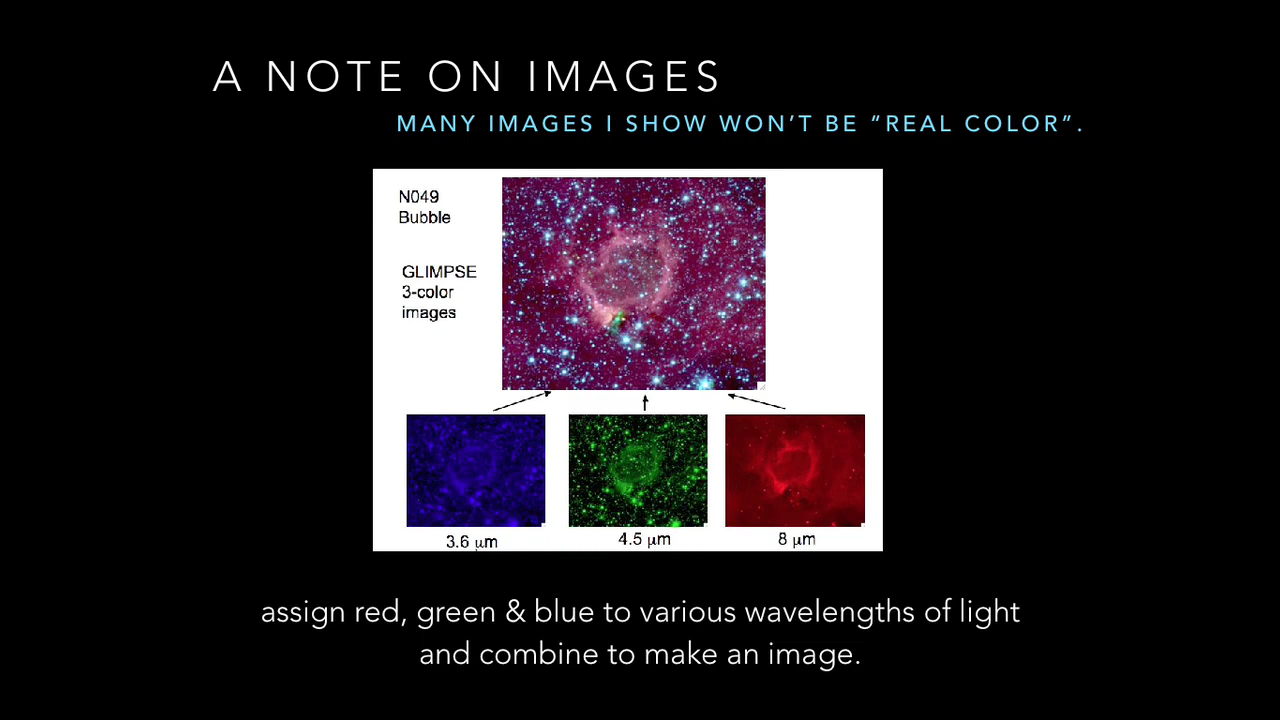 A NOTE ON IMAGES
MANY IMAGES I SHOW WON’T BE “REAL COLOR”.
N049
Bubble
GLIMPSE
3-color
images
3.6 µm
4.5 µm
8 µm
assign red, green & blue to various wavelengths of light
and combine to make an image.